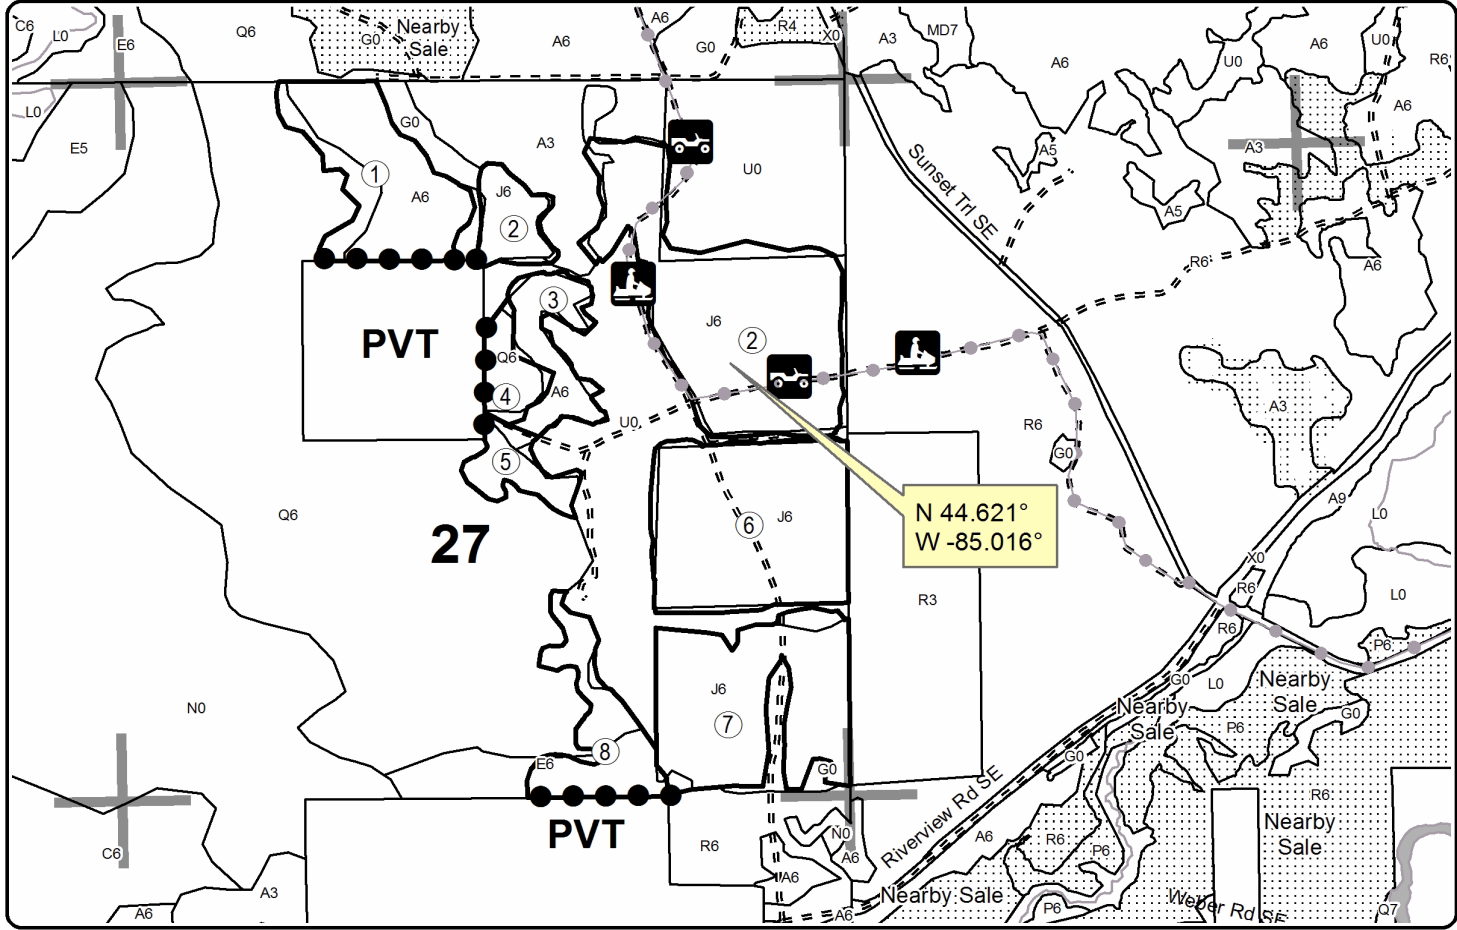 C6
L0
E6
Q6
G0
Nearby
Sale
A6
A6
G0
R4
X0
A3
MD7
A6
A6
U0
U0
R6
L0
G0
A3
A6
E5
1
A6
J6
2
U0
Sunset Trl SE
A5
A5
A3
R6
A6
PVT
3
J6
2
Q6
4
A6
U0
R6
G0
A3
5
Q6
27
6
J6
N 44.621°
W -85.016°
A9
L0
X0
R6
L0
R3
R6
P6
N0
J6
7
8
E6
G0
G0
L0
Nearby
Sale
Nearby
Sale
G0
P6
G0
PVT
C6
R6
N0
A6
Riverview Rd SE
A6
R6
P6
R6
Nearby
Sale
A3
A6
A6
A6
Nearby Sale
P6
Weber Rd SE
Q7